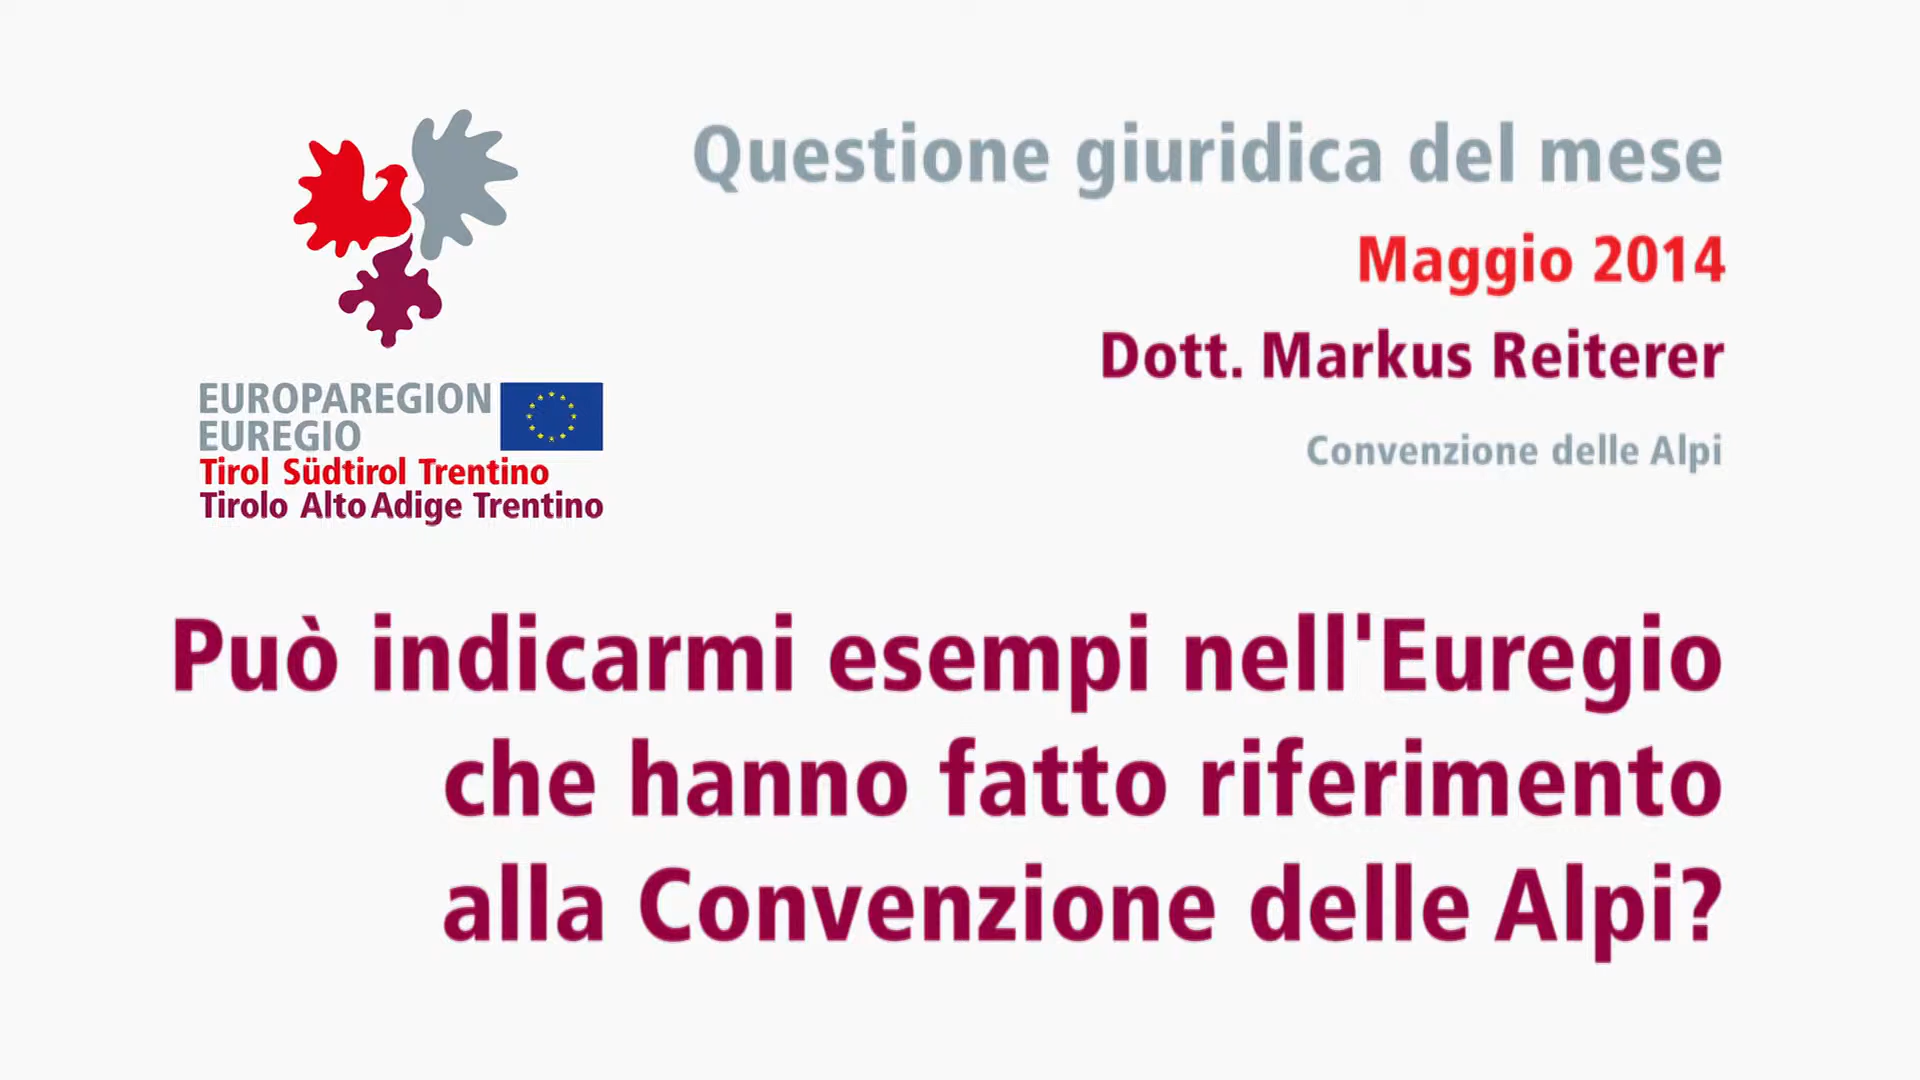 Questione giuridica del mese
Maggio 2014
Dott. Markus Reiterer
Convenzione delle Alpi
EUROPAREGION
EUREGIO
Tirol Südtirol Trentino
Tirolo Alto Adige Trentino
Può indicarmi esempi nell'Euregio
che hanno fatto riferimento
alla Convenzione delle Alpi?